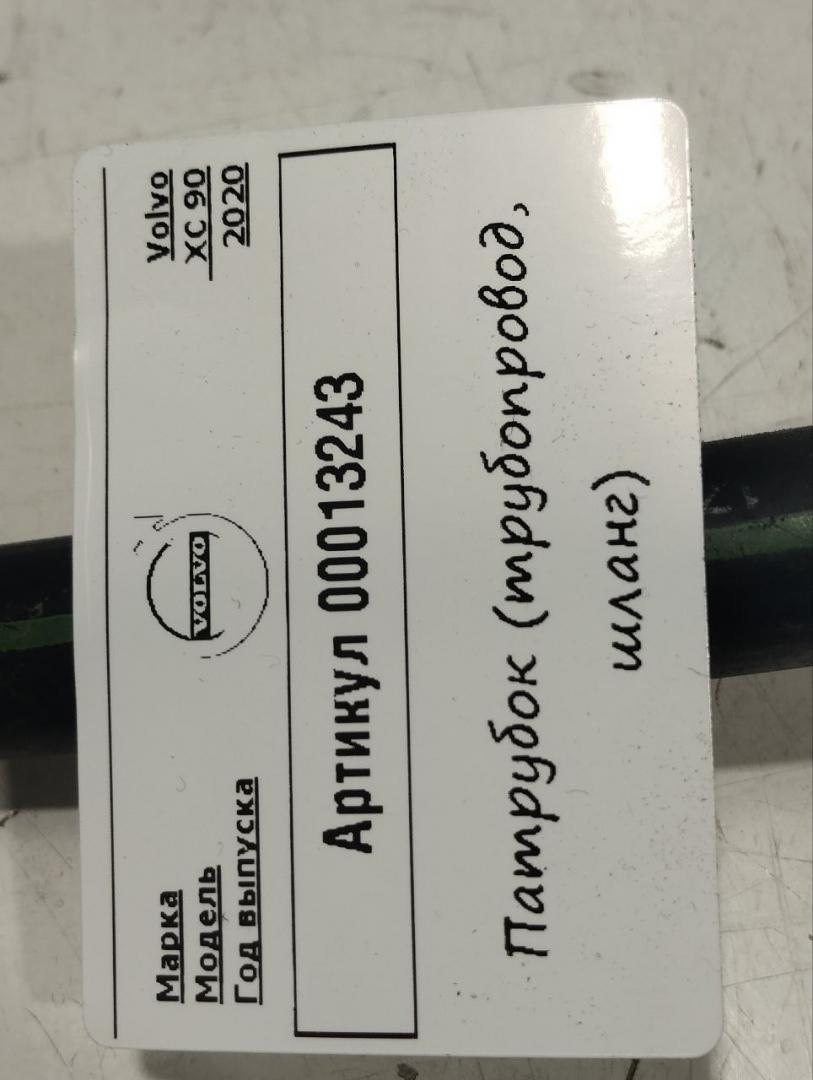 Марка Volvo
Модель XC 90
Год выпуска 2020
VOLVO
Артикул 00013243
Патрубок (трубопровод,
шланг)